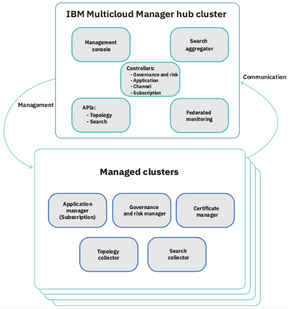 IBM Multicloud Manager hub cluster
Management
console
Search
aggregator
Controllers:
- Governance and risk
- Application
- Channel
- Subscription
APIs:
- Topology
- Search
Federated
monitoring
Management
Communication
Managed clusters
Application
manager
(Subscription)
Governance
and risk manager
Certificate
manager
Topology
collector
Search
collector